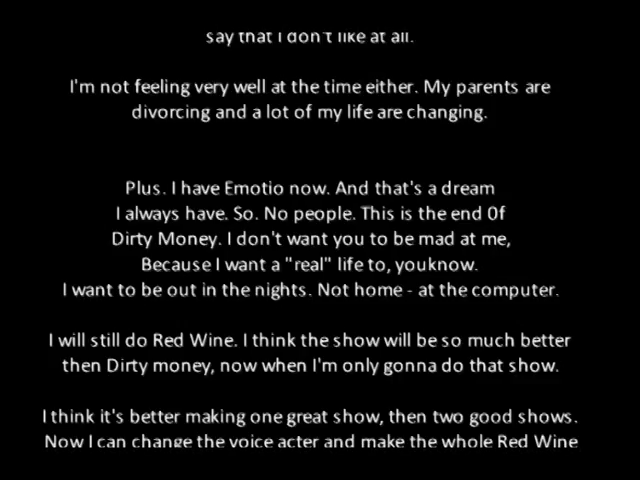 say that I don't like at all.
I'm not feeling very well at the time either. My parents are
divorcing and a lot of my life are changing.
Plus. I have Emotio now. And that's a dream
I always have. So. No people. This is the end 0f
Dirty Money. I don't want you to be mad at me,
Because I want a "real" life to, youknow.
I want to be out in the nights. Not home - at the computer.
I will still do Red Wine. I think the show will be so much better
then Dirty money, now when I'm only gonna do that show.
I think it's better making one great show, then two good shows.
Now I can change the voice acter and make the whole Red Wine